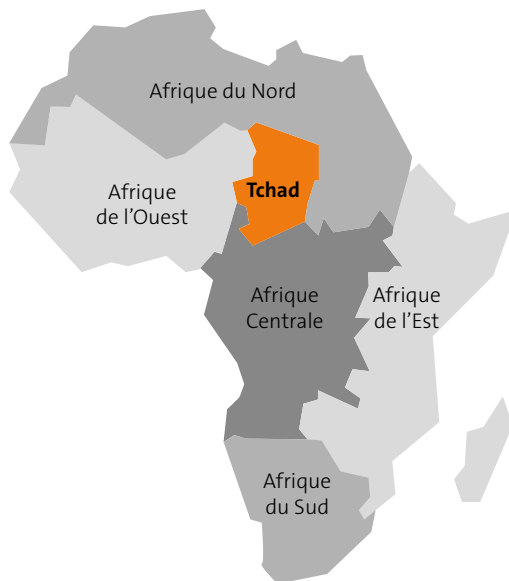 Afrique du Nord
Tchad
Afrique
de l’Ouest
Afrique
Centrale
Afrique
de l’Est
Afrique
du Sud